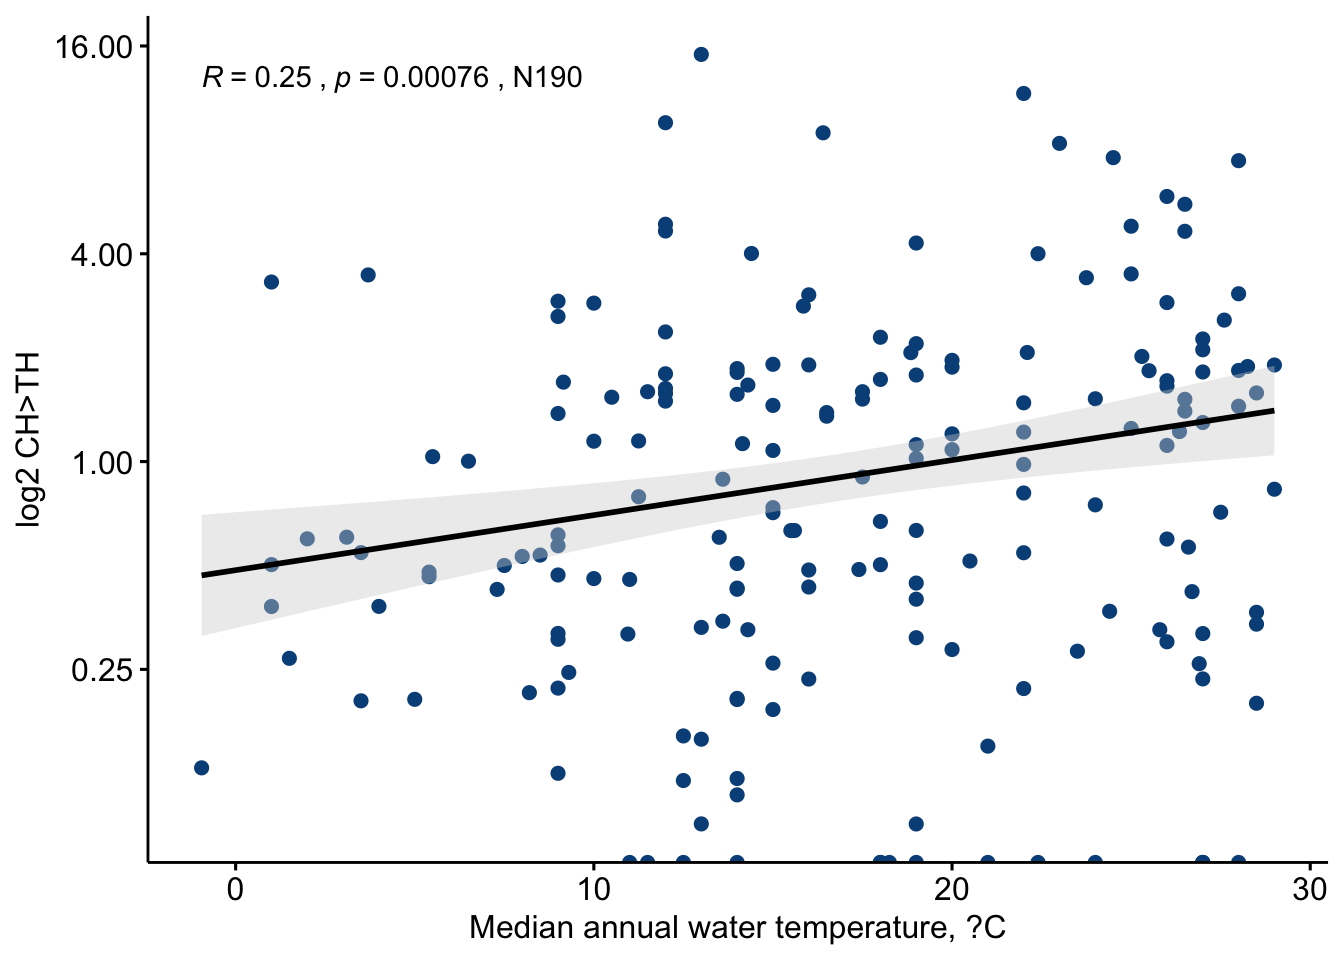 16.00
R = 0.25 , p = 0.00076 , N190
4.00
log2 CH>TH
1.00
0.25
0 10 20 30
Median annual water temperature, ?C